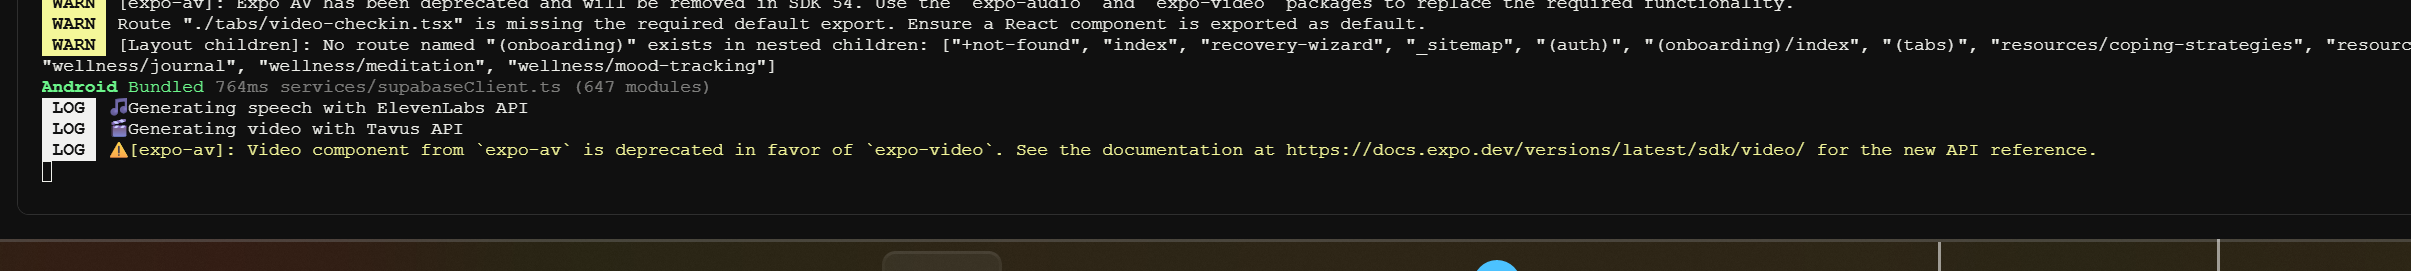 WARN [expo-av]: Expo AV has been deprecated and will be removed in SDK 54. Use the `expo-audio` and `expo-video` packages to replace the required functionality.
WARN Route "./tabs/video-checkin.tsx" is missing the required default export. Ensure a React component is exported as default.
WARN [Layout children]: No route named "(onboarding)" exists in nested children: ["+not-found", "index", "recovery-wizard", "_sitemap", "(auth)", "(onboarding)/index", "(tabs)", "resources/coping-strategies", "resourc
"wellness/journal", "wellness/meditation", "wellness/mood-tracking"]
Android Bundled 764ms services/supabaseClient.ts (647 modules)
LOG 🎵Generating speech with ElevenLabs API
LOG 🎬Generating video with Tavus API
LOG ⚠️[expo-av]: Video component from `expo-av` is deprecated in favor of `expo-video`. See the documentation at https://docs.expo.dev/versions/latest/sdk/video/ for the new API reference.